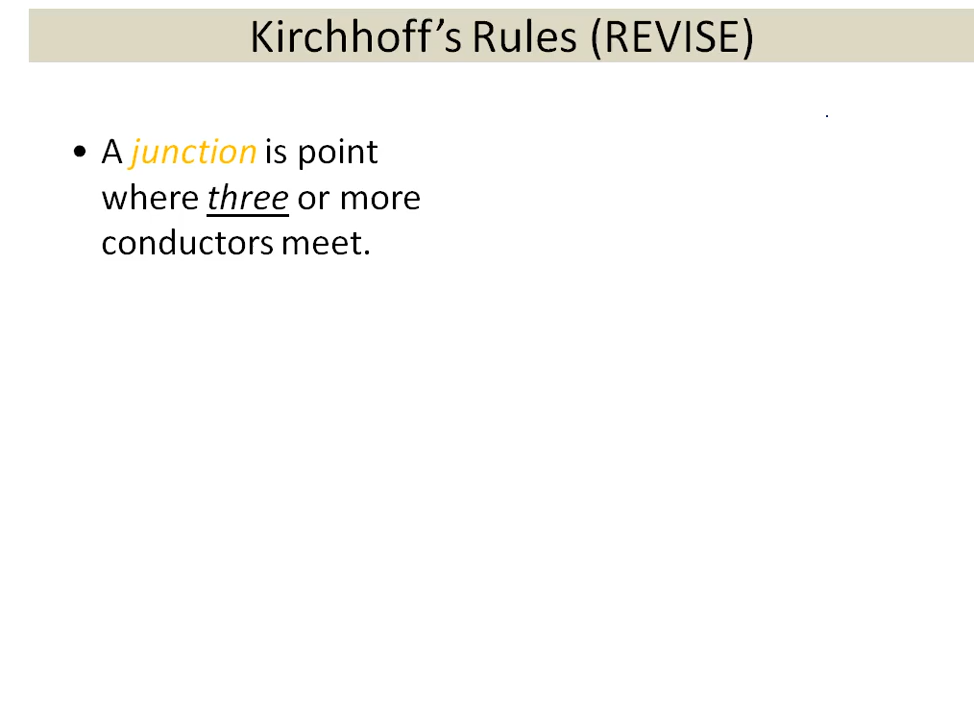 Kirchhoff’s Rules (REVISE)
• A junction is point
where three or more
conductors meet.